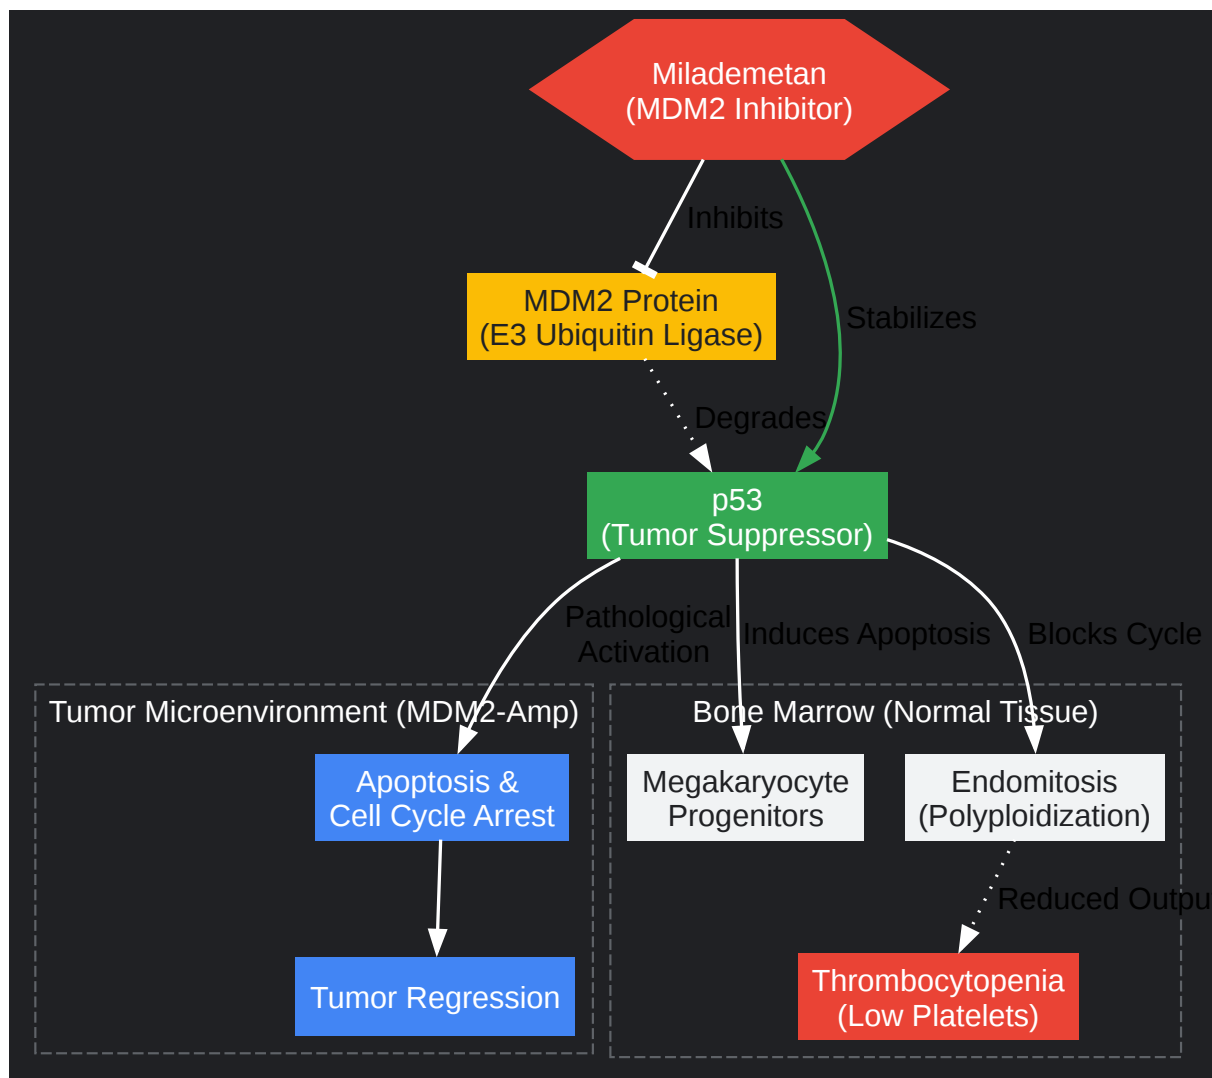 Milademetan
(MDM2 Inhibitor)
Inhibits
MDM2 Protein
(E3 Ubiquitin Ligase)
Stabilizes
Degrades
p53
(Tumor Suppressor)
Pathological
Activation
Induces Apoptosis
Blocks Cycle
Tumor Microenvironment (MDM2-Amp)
Bone Marrow (Normal Tissue)
Apoptosis &
Cell Cycle Arrest
Megakaryocyte
Progenitors
Endomitosis
(Polyploidization)
Reduced Outpu
Tumor Regression
Thrombocytopenia
(Low Platelets)